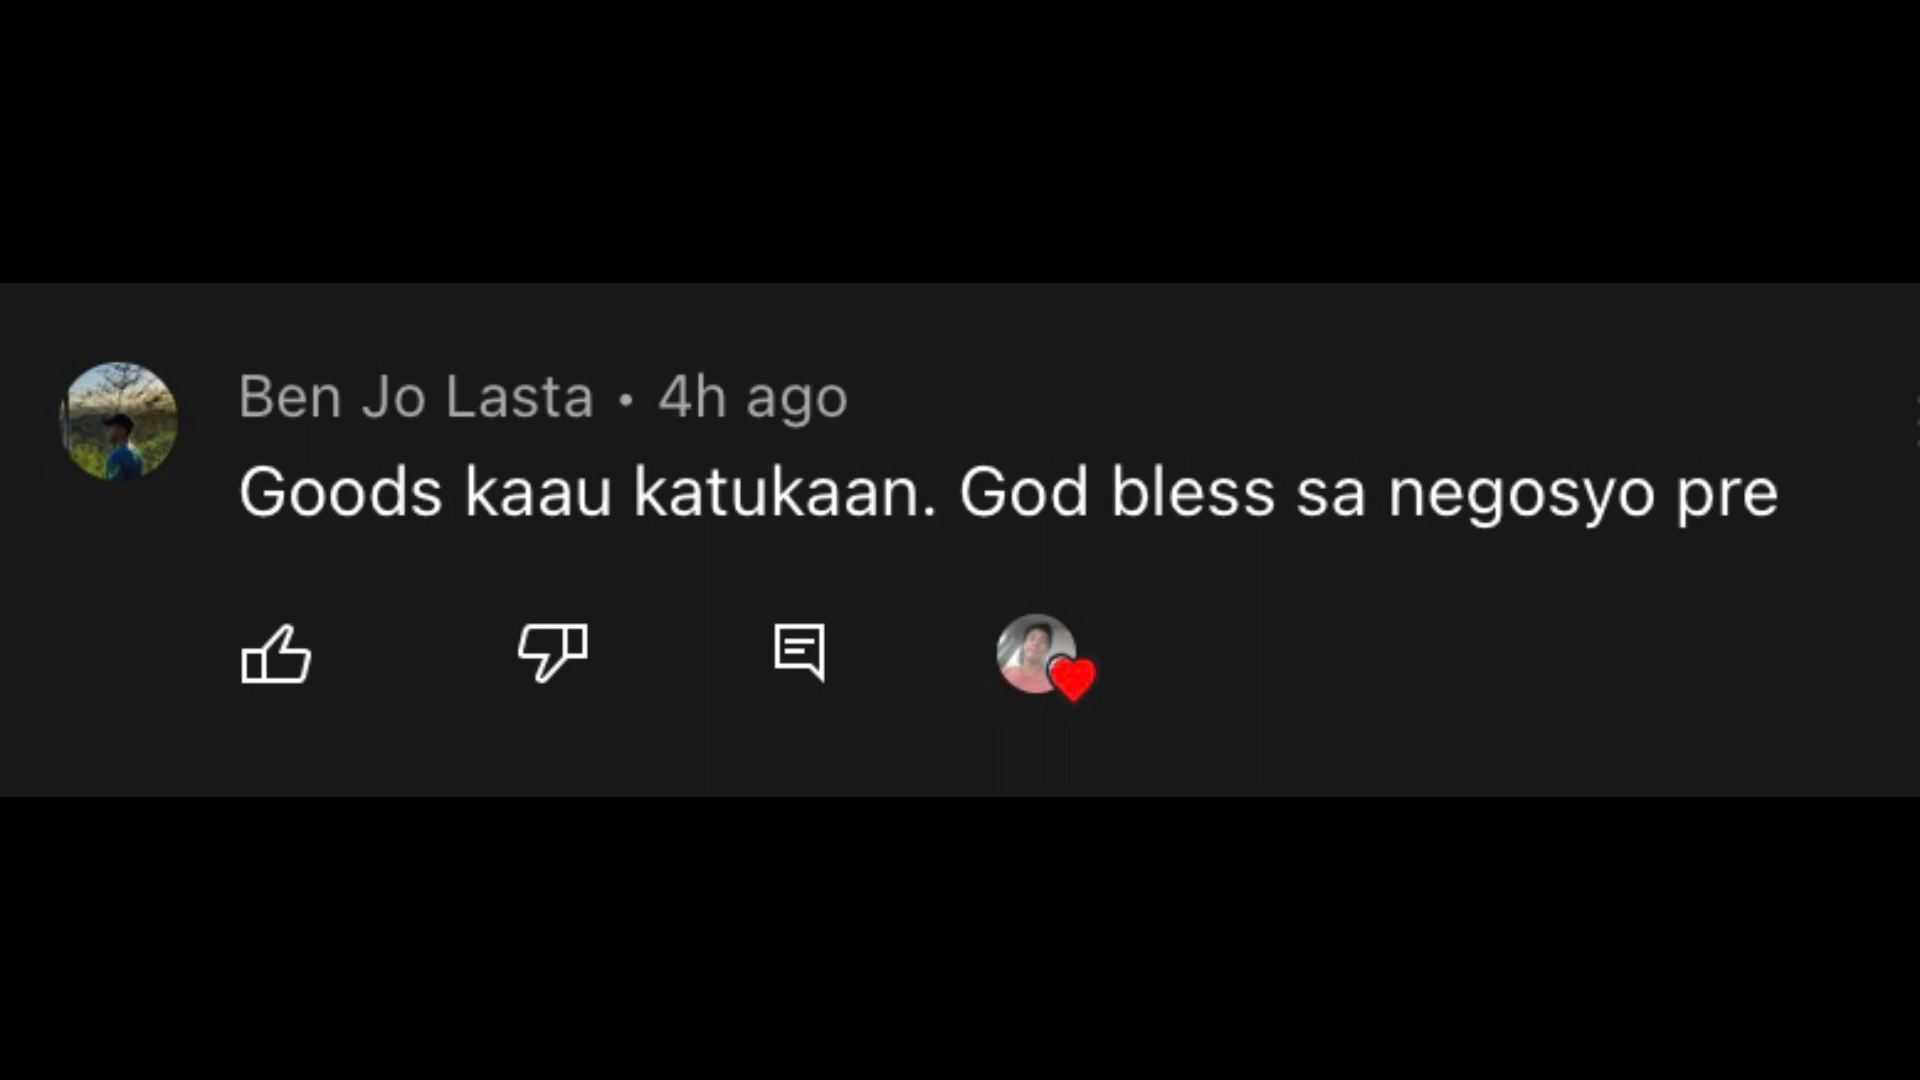 Ben Jo Lasta • 4h ago
Goods kaau katukaan. God bless sa negosyo pre